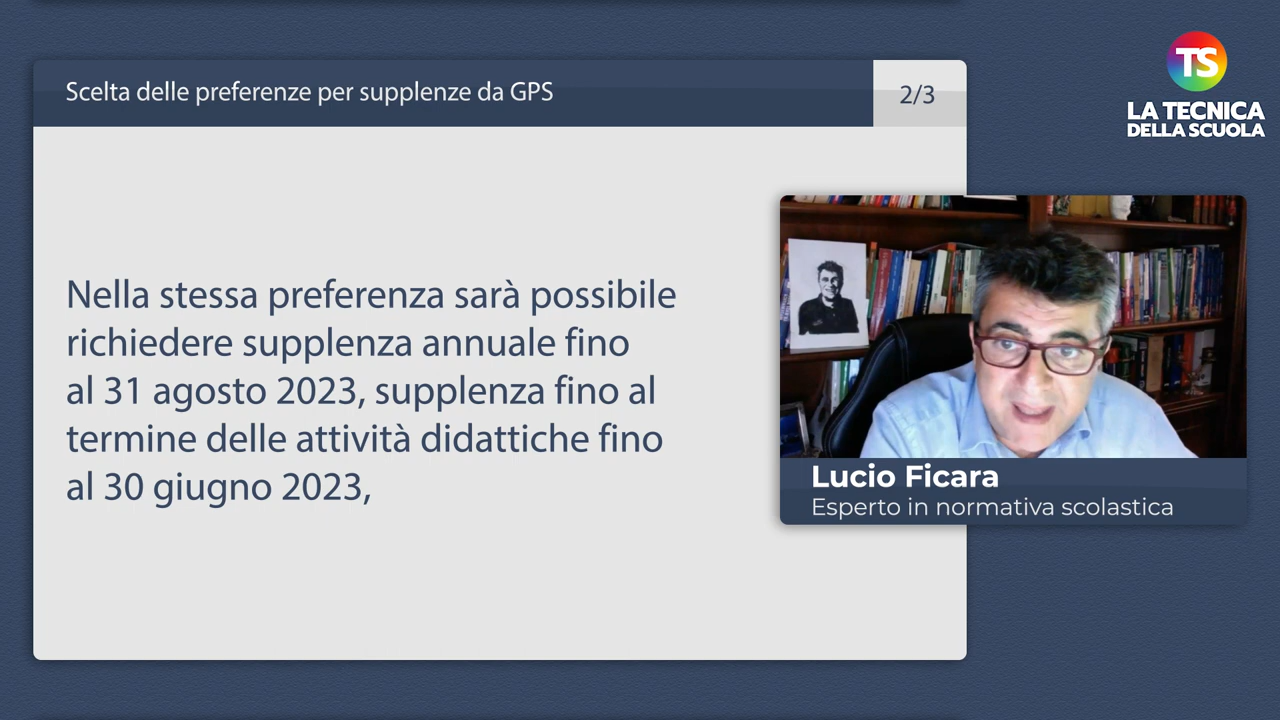 Scelta delle preferenze per supplenze da GPS
2/3
TS
LA TECNICA
DELLA SCUOLA
Nella stessa preferenza sarà possibile
richiedere supplenza annuale fino
al 31 agosto 2023, supplenza fino al
termine delle attività didattiche fino
al 30 giugno 2023,
Lucio Ficara
Esperto in normativa scolastica